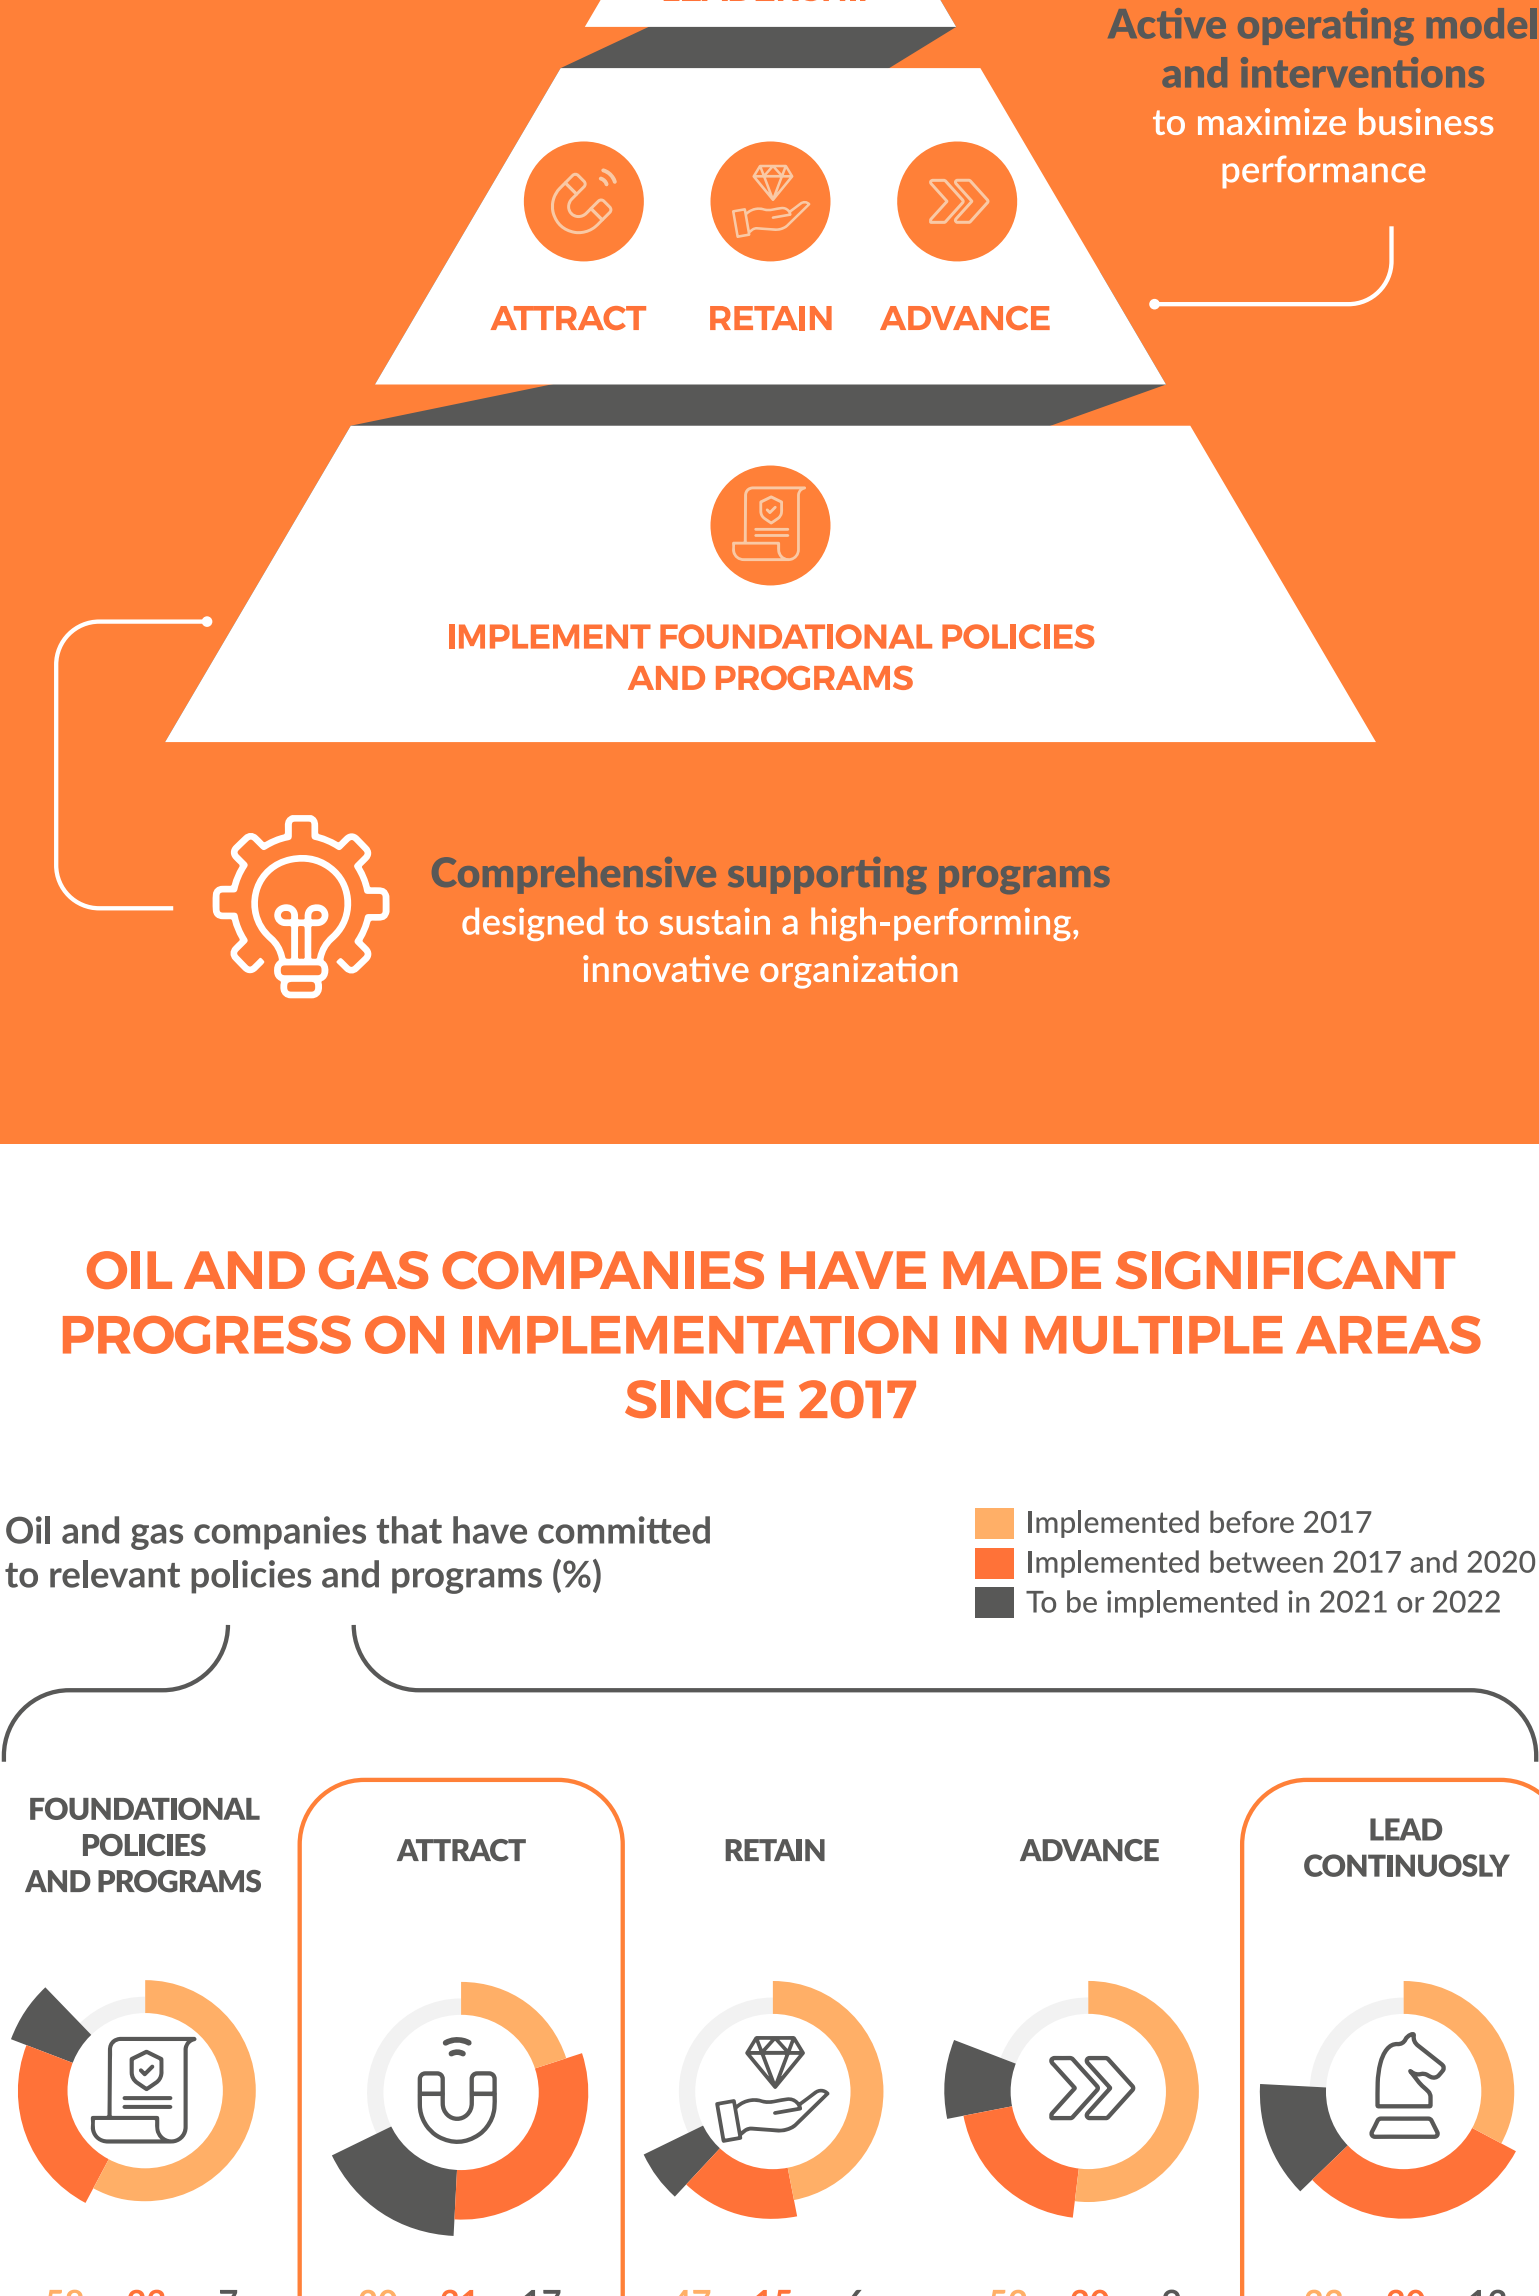 Active operating model
and interventions
to maximize business
performance
ATTRACT RETAIN ADVANCE
IMPLEMENT FOUNDATIONAL POLICIES
AND PROGRAMS
Comprehensive supporting programs
designed to sustain a high-performing,
innovative organization
OIL AND GAS COMPANIES HAVE MADE SIGNIFICANT
PROGRESS ON IMPLEMENTATION IN MULTIPLE AREAS
SINCE 2017
Oil and gas companies that have committed
to relevant policies and programs (%)
Implemented before 2017
Implemented between 2017 and 2020
To be implemented in 2021 or 2022
FOUNDATIONAL
POLICIES
AND PROGRAMS
ATTRACT
RETAIN
ADVANCE
LEAD
CONTINUOSLY